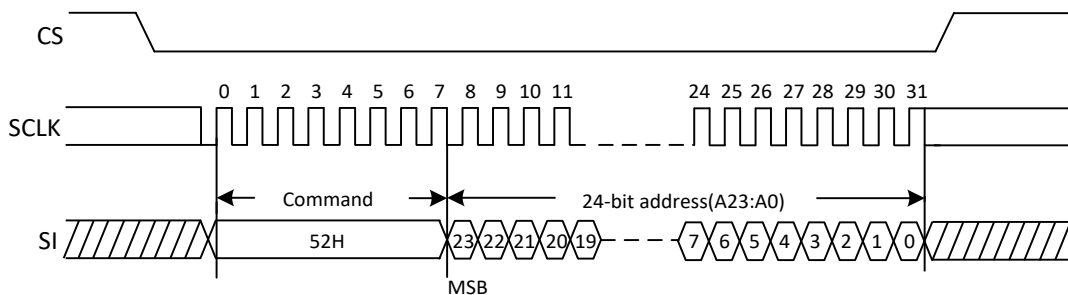 CS
0 1 2 3 4 5 6 7 8 9 10 11 24 25 26 27 28 29 30 31
SCLK
Command 24-bit address(A23:A0)
SI 52H 23 22 21 20 19 7 6 5 4 3 2 1 0
MSB